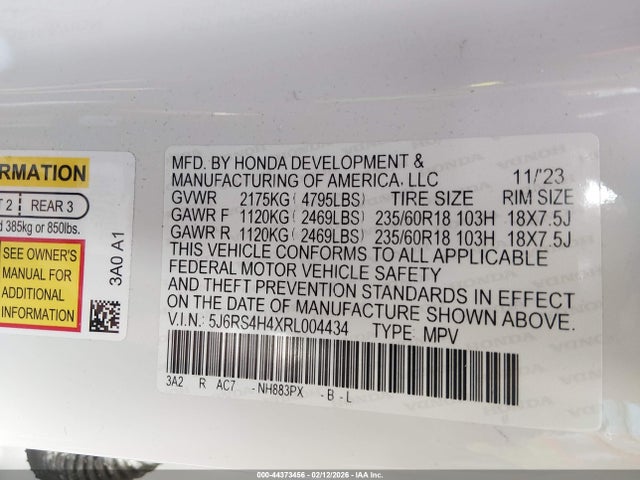 RMATION
T 2 | REAR 3
d 385kg or 850lbs.
SEE OWNER'S
MANUAL FOR
ADDITIONAL
INFORMATION
3A0 A1
MFD. BY HONDA DEVELOPMENT &
MANUFACTURING OF AMERICA, LLC 11/'23
GVWR 2175KG ( 4795LBS) TIRE SIZE RIM SIZE
GAWR F 1120KG ( 2469LBS) 235/60R18 103H 18X7.5J
GAWR R 1120KG ( 2469LBS) 235/60R18 103H 18X7.5J
THIS VEHICLE CONFORMS TO ALL APPLICABLE
FEDERAL MOTOR VEHICLE SAFETY
AND THEFT PREVENTION STANDARDS IN EFFECT
ON THE DATE OF MANUFACTURE SHOWN ABOVE.
V.I.N.: 5J6RS4H4XRL004434 TYPE: MPV
3A2 R AC7 -NH883PX -B-L
000-44373456 - 02/12/2026 - IAA Inc.